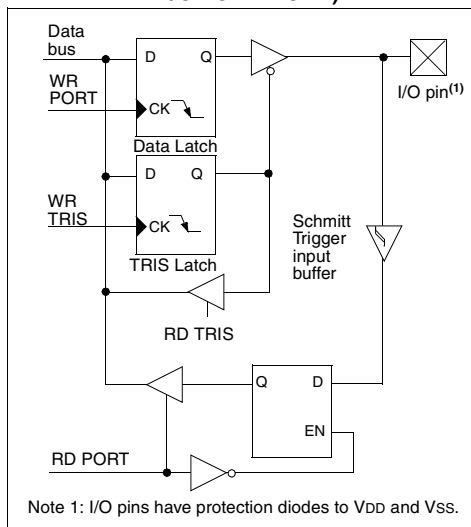 Data
bus
D
Q
WR
PORT
CK
Data Latch
I/O pin(1)
D
Q
WR
TRIS
CK
TRIS Latch
Schmitt
Trigger
input
buffer
RD TRIS
Q
D
EN
RD PORT
Note 1: I/O pins have protection diodes to VDD and VSS.